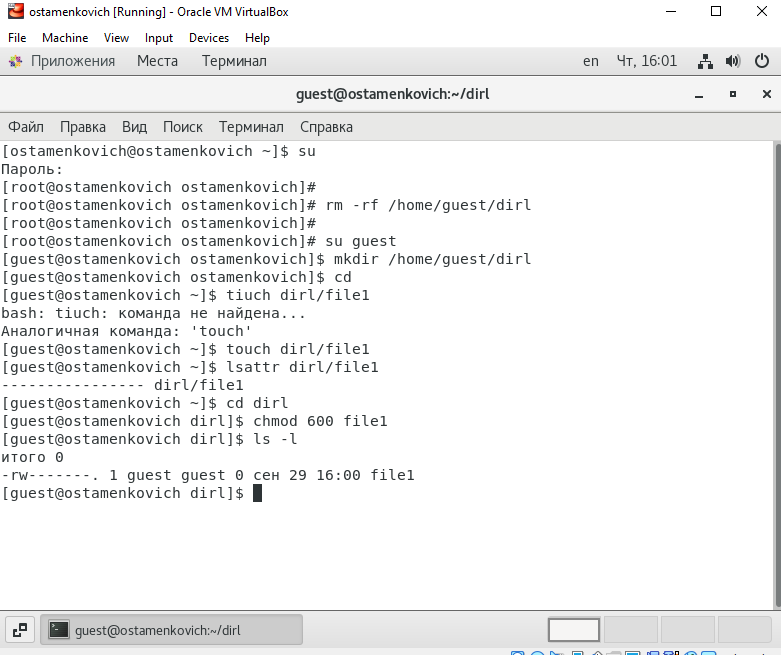 ostamenkovich [Running] - Oracle VM VirtualBox
File Machine View Input Devices Help
Приложения Места Терминал en Чт, 16:01
guest@ostamenkovich:~/dirl
Файл Правка Вид Поиск Терминал Справка
[ostamenkovich@ostamenkovich ~]$ su
Пароль:
[root@ostamenkovich ostamenkovich]#
[root@ostamenkovich ostamenkovich]# rm -rf /home/guest/dirl
[root@ostamenkovich ostamenkovich]#
[root@ostamenkovich ostamenkovich]# su guest
[guest@ostamenkovich ostamenkovich]$ mkdir /home/guest/dirl
[guest@ostamenkovich ostamenkovich]$ cd
[guest@ostamenkovich ~]$ tiuch dirl/file1
bash: tiuch: команда не найдена...
Аналогичная команда: 'touch'
[guest@ostamenkovich ~]$ touch dirl/file1
[guest@ostamenkovich ~]$ lsattr dirl/file1
---------------- dirl/file1
[guest@ostamenkovich ~]$ cd dirl
[guest@ostamenkovich dirl]$ chmod 600 file1
[guest@ostamenkovich dirl]$ ls -l
итого 0
-rw-------. 1 guest guest 0 сен 29 16:00 file1
[guest@ostamenkovich dirl]$
guest@ostamenkovich:~/dirl